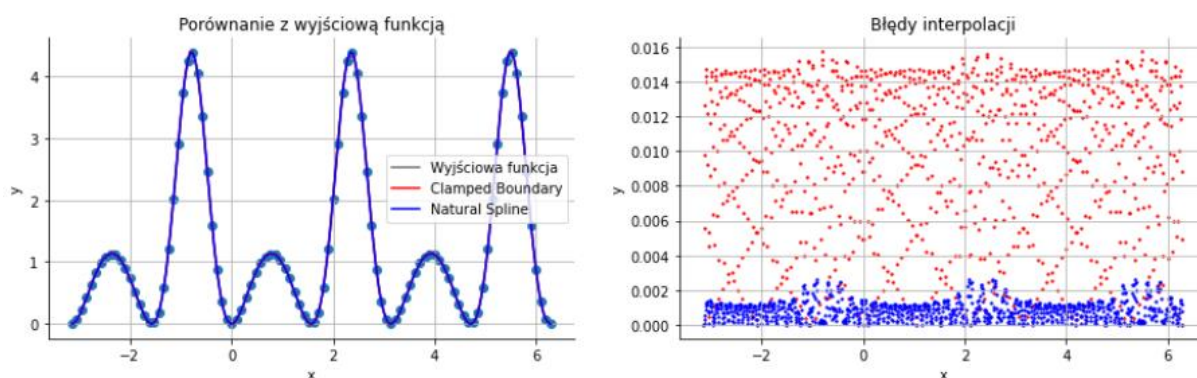 Porównanie z wyjściową funkcją
4
3
2
1
0
y
−2
0
2
4
6
x
Wyjściowa funkcja
Clamped Boundary
Natural Spline
Błędy interpolacji
0.016
0.014
0.012
0.010
0.008
0.006
0.004
0.002
0.000
y
−2
0
2
4
6
x